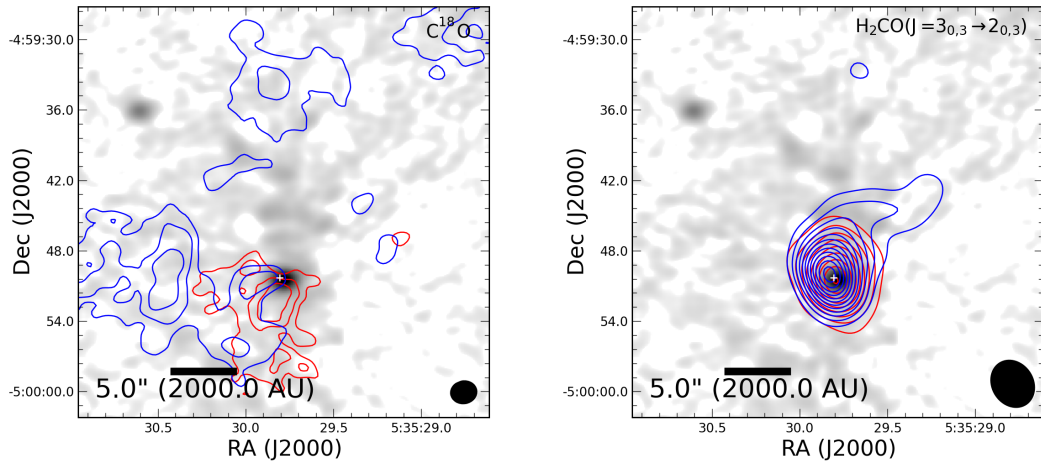 C¹⁸O
Dec (J2000)
-4:59:30
36.0
42.0
48.0
54.0
-5:00:00.0
5.0" (2000.0 AU)
30.5
30.0
29.5
5:35:29.0
RA (J2000)
H₂CO(J=3₀,₃→2₀,₃)
Dec (J2000)
-4:59:30
36.0
42.0
48.0
54.0
-5:00:00.0
5.0" (2000.0 AU)
30.5
30.0
29.5
5:35:29.0
RA (J2000)